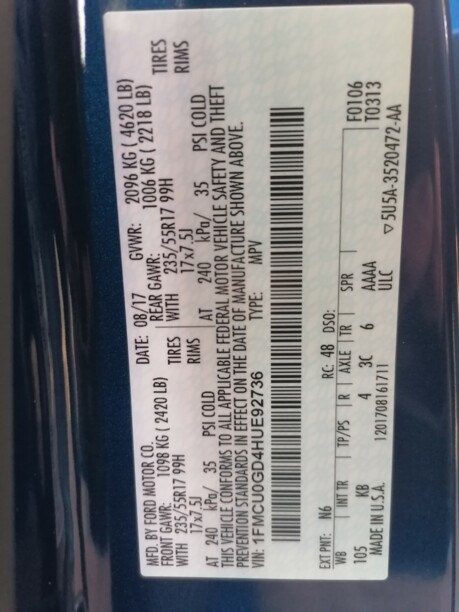 MFD. BY FORD MOTOR CO. DATE: 08/17 GVWR: 2096 KG ( 4620 LB)
FRONT GAWR: 1098 KG ( 2420 LB) REAR GAWR: 1006 KG ( 2218 LB)
WITH 235/55R17 99H TIRES WITH 235/55R17 99H TIRES
17x7.5J RIMS 17x7.5J RIMS
AT 240 kPa/ 35 PSI COLD AT 240 kPa/ 35 PSI COLD
THIS VEHICLE CONFORMS TO ALL APPLICABLE FEDERAL MOTOR VEHICLE SAFETY AND THEFT
PREVENTION STANDARDS IN EFFECT ON THE DATE OF MANUFACTURE SHOWN ABOVE.
VIN: 1FMCU0GD4HUE92736 TYPE: MPV
EXT PNT: N6 RC: 48 DSO: F0106
WB INT TR TP/PS R AXLE TR SPR T0313
105 KB 4 3C 6 AAAA
MADE IN U.S.A. 1201708161711 ULC ▽5U5A-3520472-AA